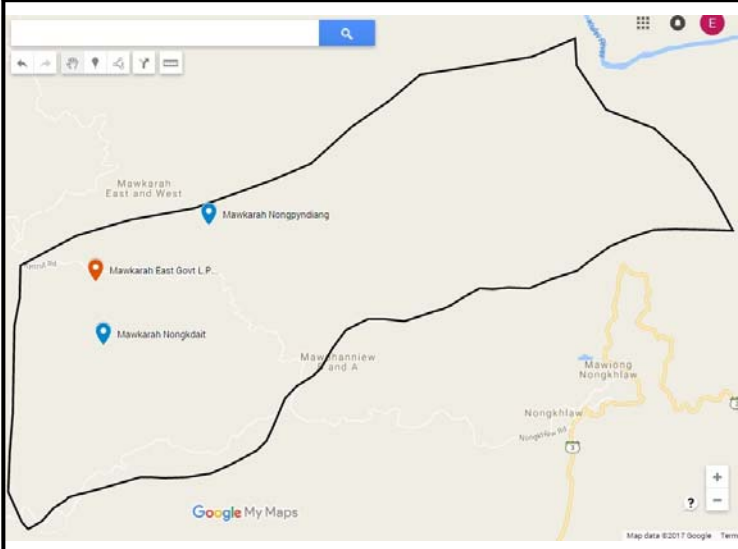 E
Mawkarah
East and West
Mawkarah Nongpyndiang
Mawkarah East Govt L.P...
Mawkarah Nongkdait
B and A
Mawiong
Nongkhlaw
Nongkhlaw
Nongkhlaw Rd
Google My Maps
+
?
−
Map data ©2017 Google Term